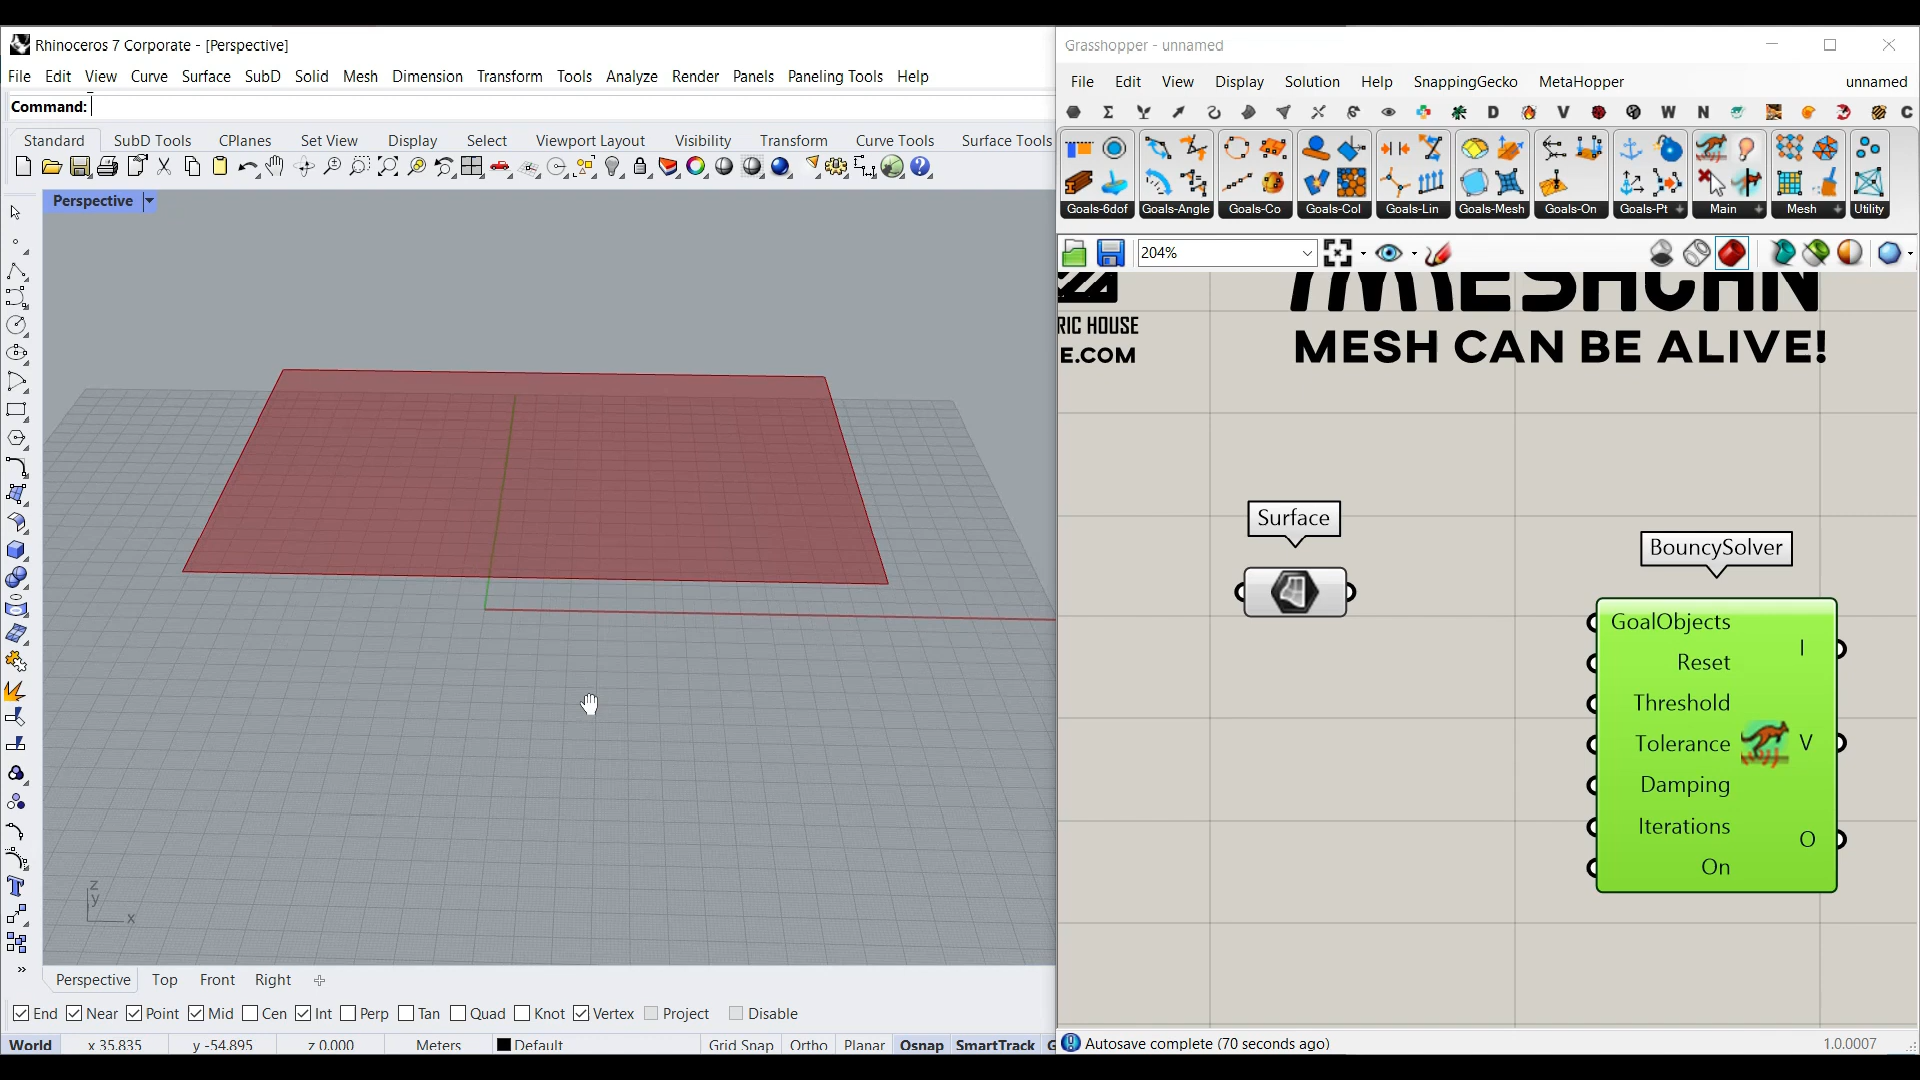 Rhinoceros 7 Corporate - [Perspective]
File Edit View Curve Surface SubD Solid Mesh Dimension Transform Tools Analyze Render Panels Paneling Tools Help
Command:
Standard SubD Tools CPlanes Set View Display Select Viewport Layout Visibility Transform Curve Tools Surface Tools
Perspective
z
y
x
Perspective Top Front Right
End Near Point Mid Cen Int Perp Tan Quad Knot Vertex Project Disable
World x 35.835 y -54.895 z 0.000 Meters Default Grid Snap Ortho Planar Osnap SmartTrack G
Grasshopper - unnamed
File Edit View Display Solution Help SnappingGecko MetaHopper unnamed
D V W N C
Goals-6dof Goals-Angle Goals-Co Goals-Col Goals-Lin Goals-Mesh Goals-On Goals-Pt Main Mesh Utility
204%
MESHCAN
RIC HOUSE
E.COM
MESH CAN BE ALIVE!
Surface
BouncySolver
GoalObjects
Reset
Threshold
Tolerance
Damping
Iterations
On
I
V
O
Autosave complete (70 seconds ago)
1.0.0007